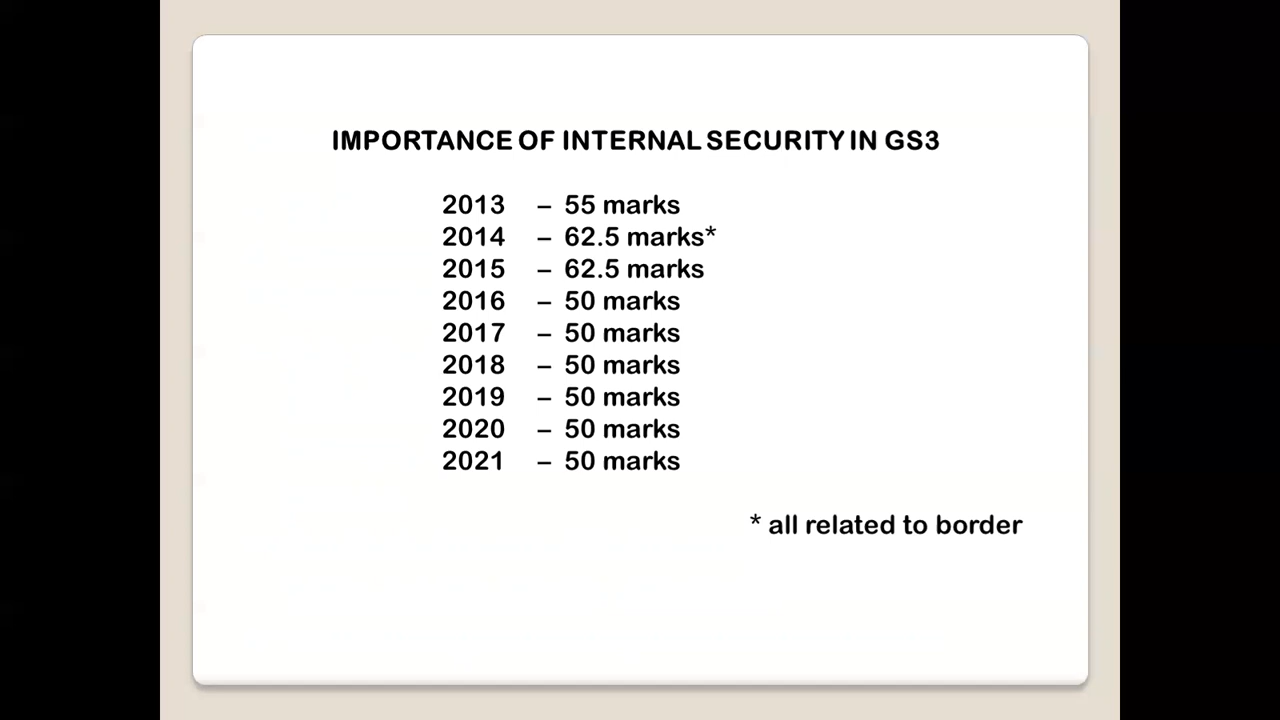 IMPORTANCE OF INTERNAL SECURITY IN GS3
2013 – 55 marks
2014 – 62.5 marks*
2015 – 62.5 marks
2016 – 50 marks
2017 – 50 marks
2018 – 50 marks
2019 – 50 marks
2020 – 50 marks
2021 – 50 marks
* all related to border